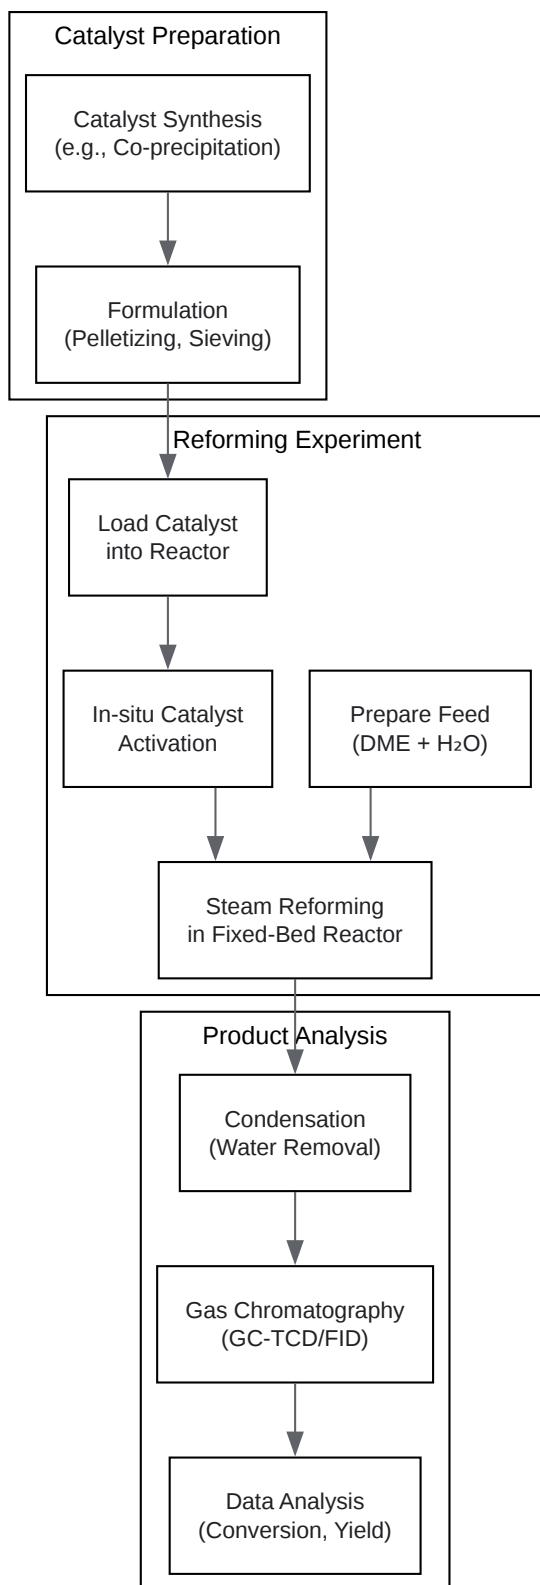 Catalyst Preparation
Catalyst Synthesis
(e.g., Co-precipitation)
Formulation
(Pelletizing, Sieving)
Reforming Experiment
Load Catalyst
into Reactor
In-situ Catalyst
Activation
Prepare Feed
(DME + H₂O)
Steam Reforming
in Fixed-Bed Reactor
Product Analysis
Condensation
(Water Removal)
Gas Chromatography
(GC-TCD/FID)
Data Analysis
(Conversion, Yield)